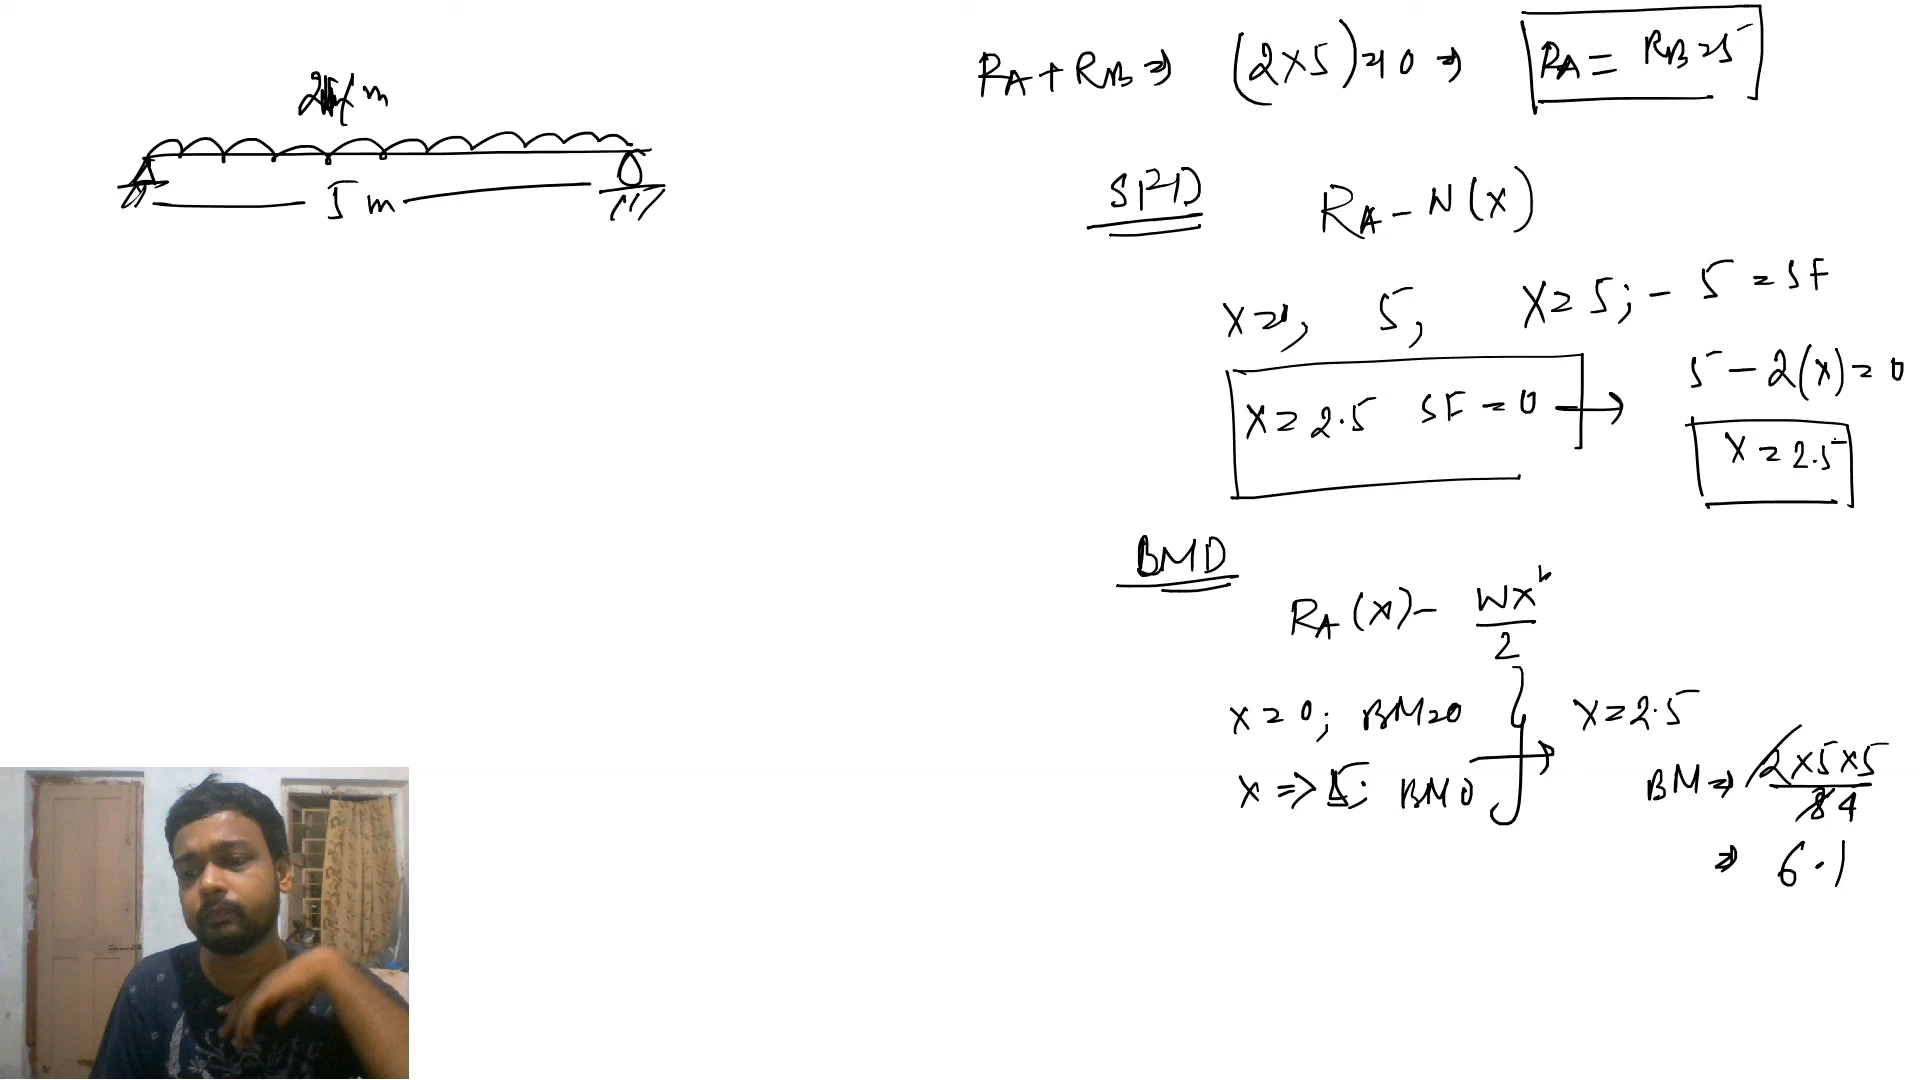 2 m
5 m
RA + RB ⇒ (2×5) = 10 ⇒ RA = RB = 5
SFD
RA - W(x)
x = 0, 5, x = 5; - 5 = SF
5 - 2(x) = 0
x = 2.5 SF = 0 →
x = 2.5
BMD
RA (x) - Wx²/2
x = 0; BM = 0
x ⇒ 5; BM 0 →
x = 2.5
BM ⇒ 2×5×5/8 4
⇒ 6.1